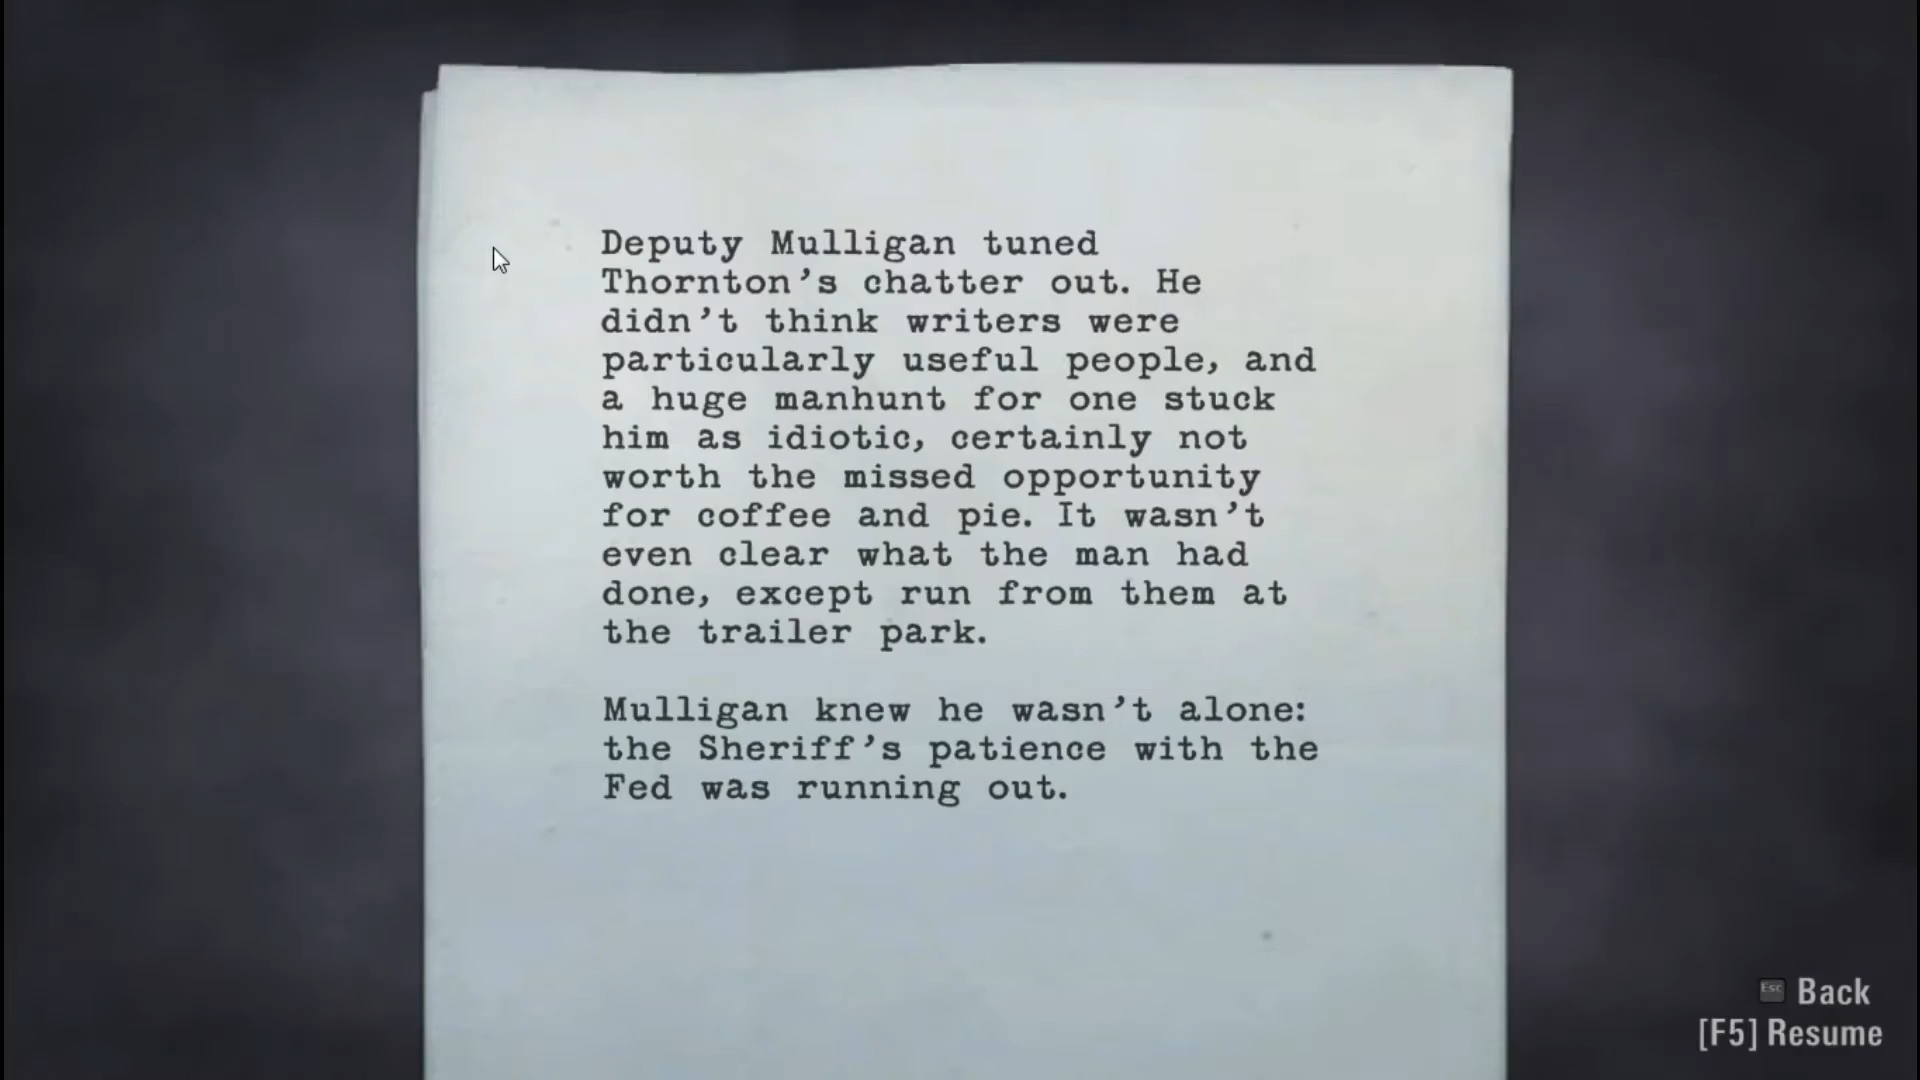 Deputy Mulligan tuned
Thornton's chatter out. He
didn't think writers were
particularly useful people, and
a huge manhunt for one stuck
him as idiotic, certainly not
worth the missed opportunity
for coffee and pie. It wasn't
even clear what the man had
done, except run from them at
the trailer park.

Mulligan knew he wasn't alone:
the Sheriff's patience with the
Fed was running out.
Esc Back
[F5] Resume